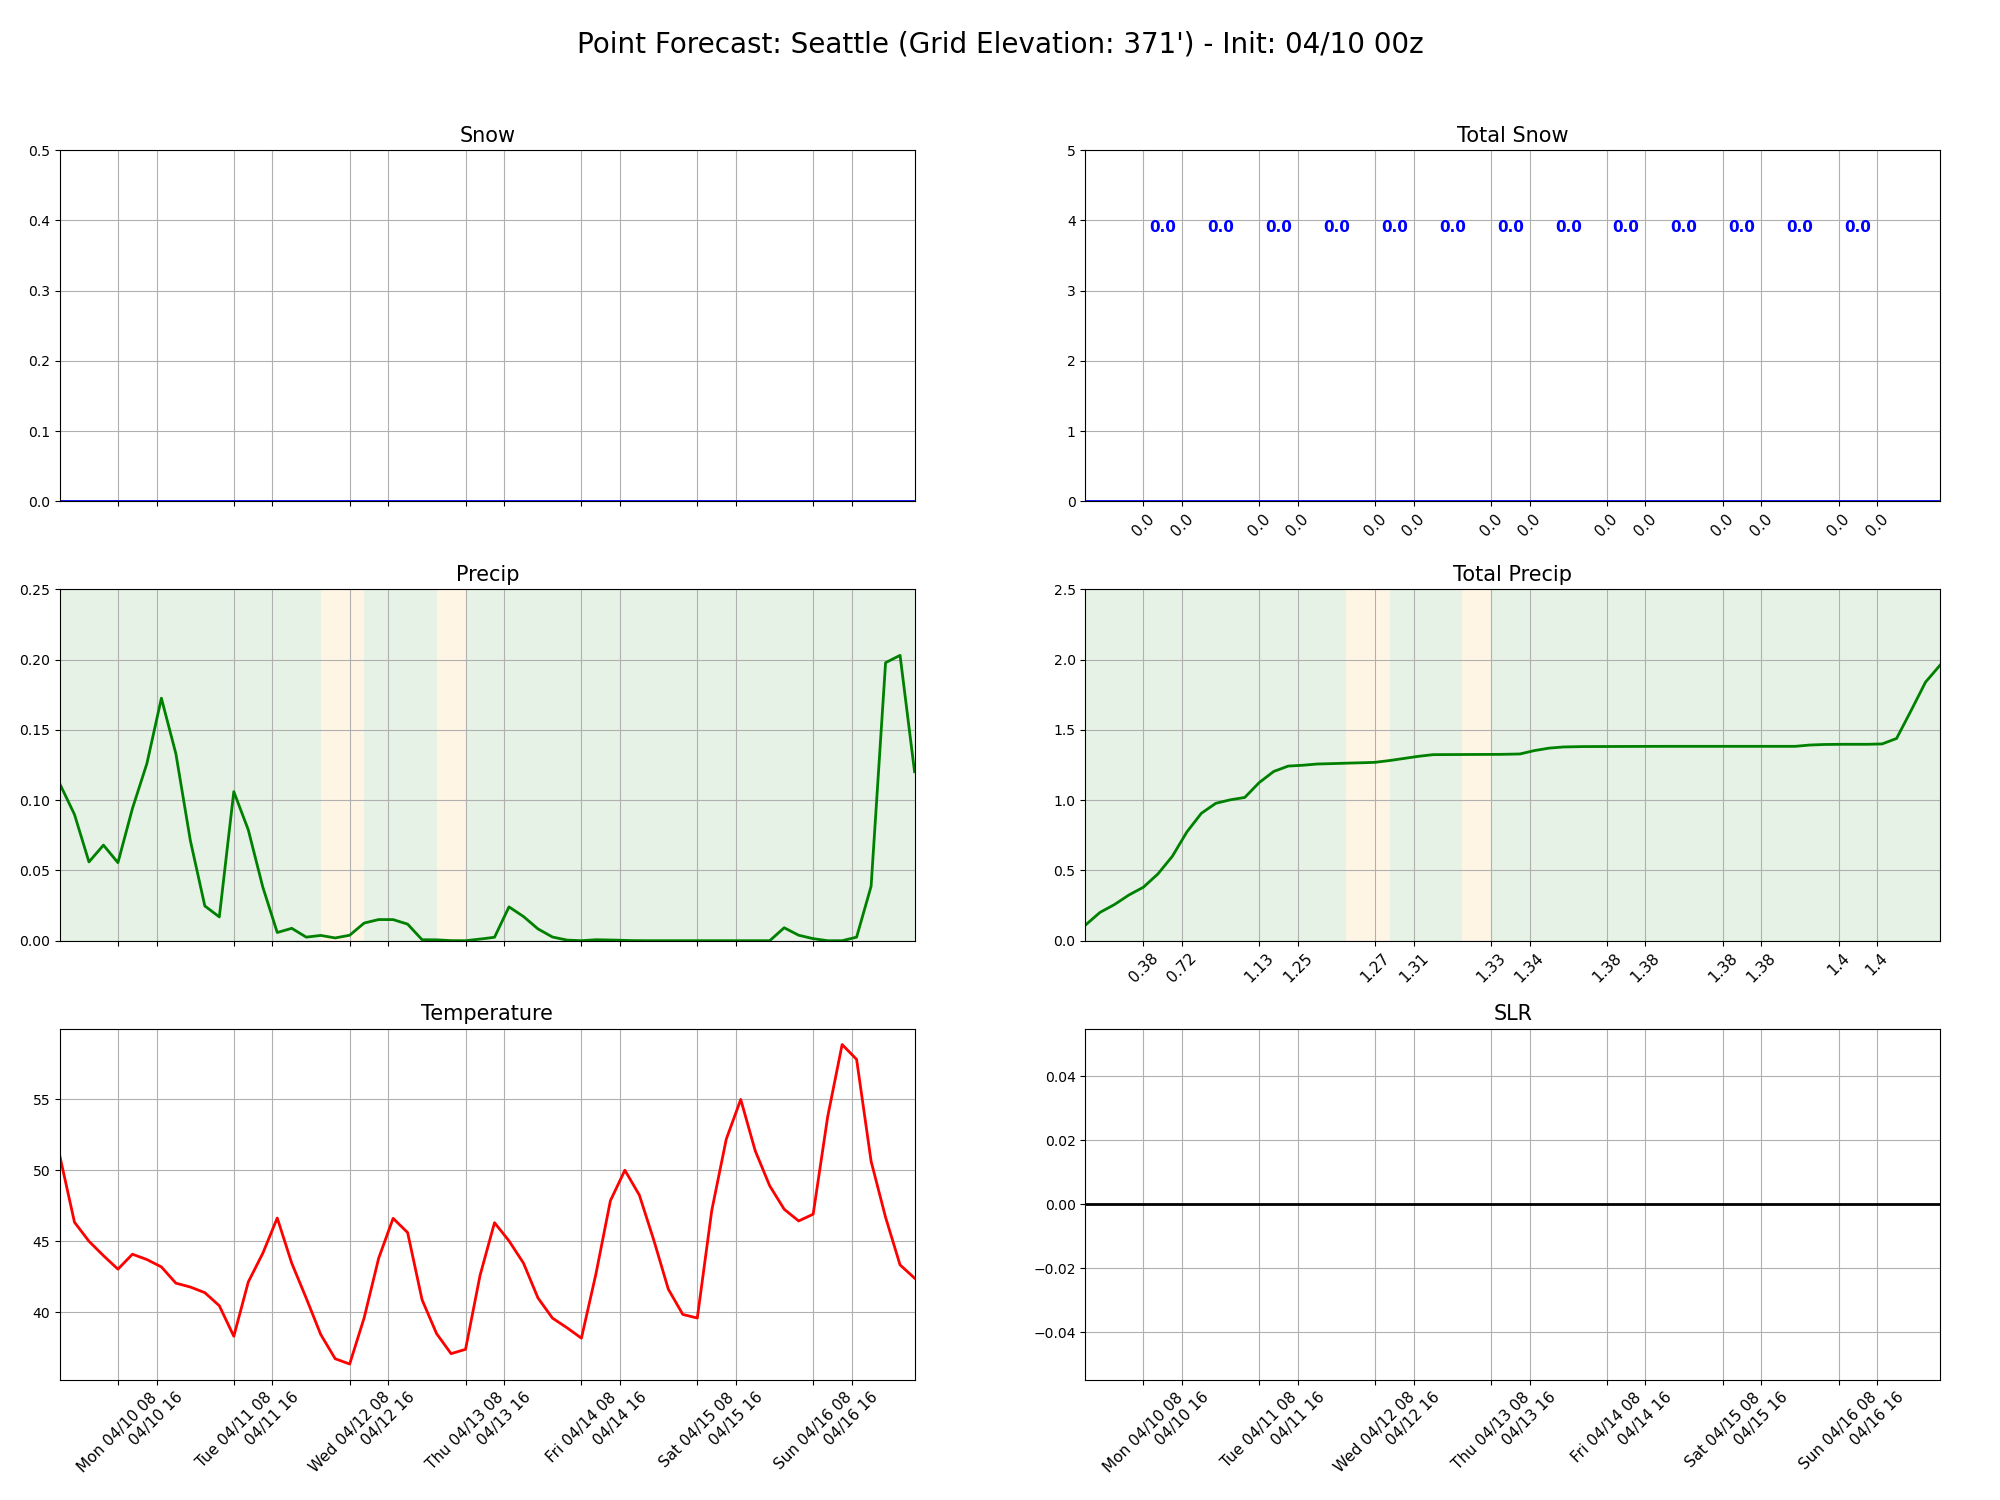 Point Forecast: Seattle (Grid Elevation: 371') - Init: 04/10 00z
Snow
0.5
0.4
0.3
0.2
0.1
0.0
Total Snow
5
4
3
2
1
0
0.0 0.0 0.0 0.0 0.0 0.0 0.0 0.0 0.0 0.0 0.0 0.0 0.0
0.0 0.0 0.0 0.0 0.0 0.0 0.0 0.0 0.0 0.0 0.0 0.0 0.0 0.0
Precip
0.25
0.20
0.15
0.10
0.05
0.00
Total Precip
2.5
2.0
1.5
1.0
0.5
0.0
0.38 0.72 1.13 1.25 1.27 1.31 1.33 1.34 1.38 1.38 1.38 1.38 1.4 1.4
Temperature
55
50
45
40
Mon 04/10 08
04/10 16
Tue 04/11 08
04/11 16
Wed 04/12 08
04/12 16
Thu 04/13 08
04/13 16
Fri 04/14 08
04/14 16
Sat 04/15 08
04/15 16
Sun 04/16 08
04/16 16
SLR
0.04
0.02
0.00
−0.02
−0.04
Mon 04/10 08
04/10 16
Tue 04/11 08
04/11 16
Wed 04/12 08
04/12 16
Thu 04/13 08
04/13 16
Fri 04/14 08
04/14 16
Sat 04/15 08
04/15 16
Sun 04/16 08
04/16 16